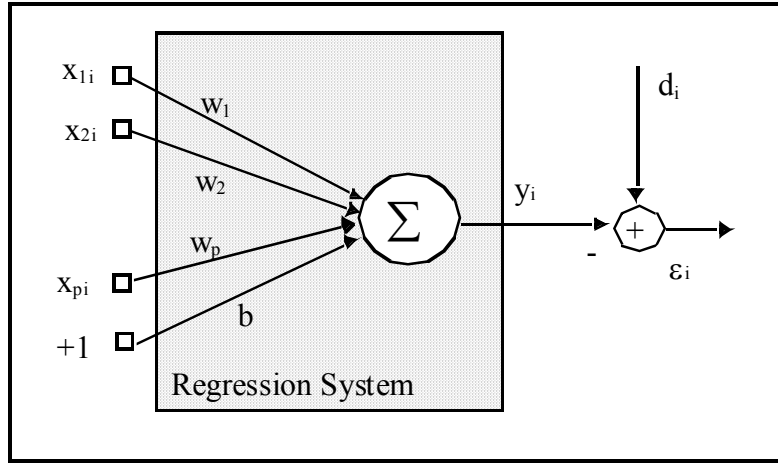 x₁ᵢ
w₁
dᵢ
x₂ᵢ
w₂
yᵢ
Σ
+
-
εᵢ
wₚ
xₚᵢ
b
+1
Regression System